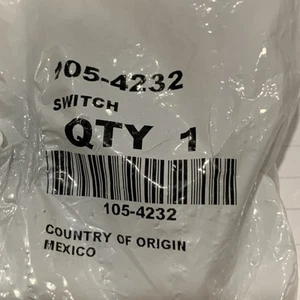 105-4232
SWITCH
QTY 1
105-4232
COUNTRY OF ORIGIN
MEXICO